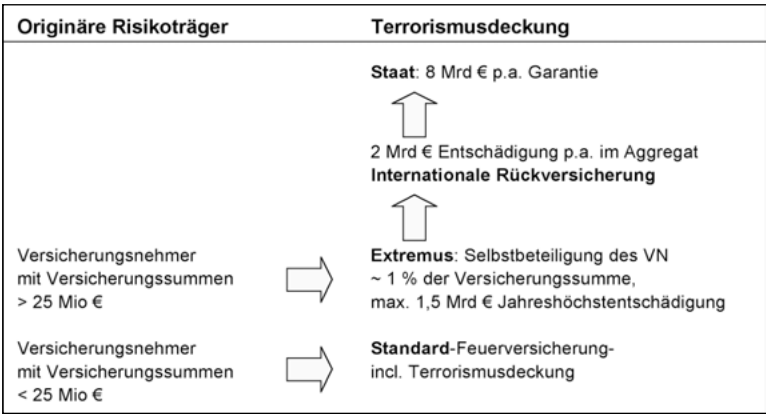 Originäre Risikoträger
Terrorismusdeckung
Staat: 8 Mrd € p.a. Garantie
2 Mrd € Entschädigung p.a. im Aggregat
Internationale Rückversicherung
Versicherungsnehmer
mit Versicherungssummen
> 25 Mio €
Extremus: Selbstbeteiligung des VN
~ 1 % der Versicherungssumme,
max. 1,5 Mrd € Jahreshöchstentschädigung
Versicherungsnehmer
mit Versicherungssummen
< 25 Mio €
Standard-Feuerversicherung-
incl. Terrorismusdeckung